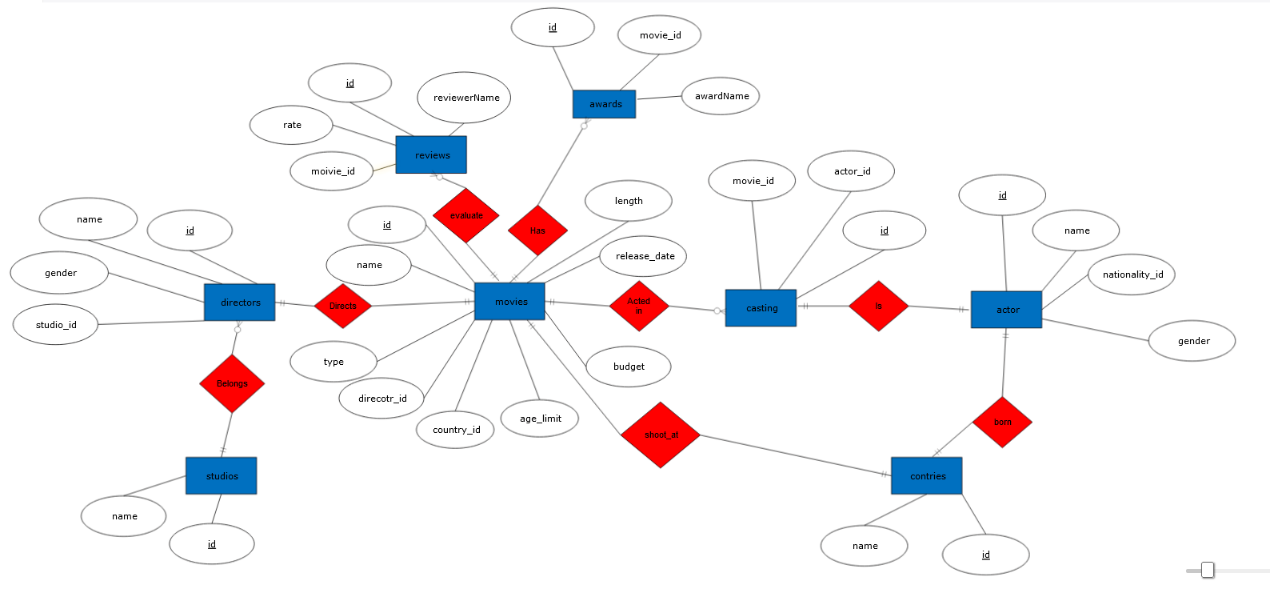 id
movie_id
awardName
awards
id
reviewerName
rate
reviews
moivie_id
movie_id
actor_id
id
id
name
nationality_id
gender
name
id
gender
studio_id
directors
id
name
evaluate
Has
length
release_date
Directs
movies
Acted
in
casting
Is
actor
type
direcotr_id
country_id
age_limit
budget
Belongs
shout_at
born
studios
contries
name
id
name
id